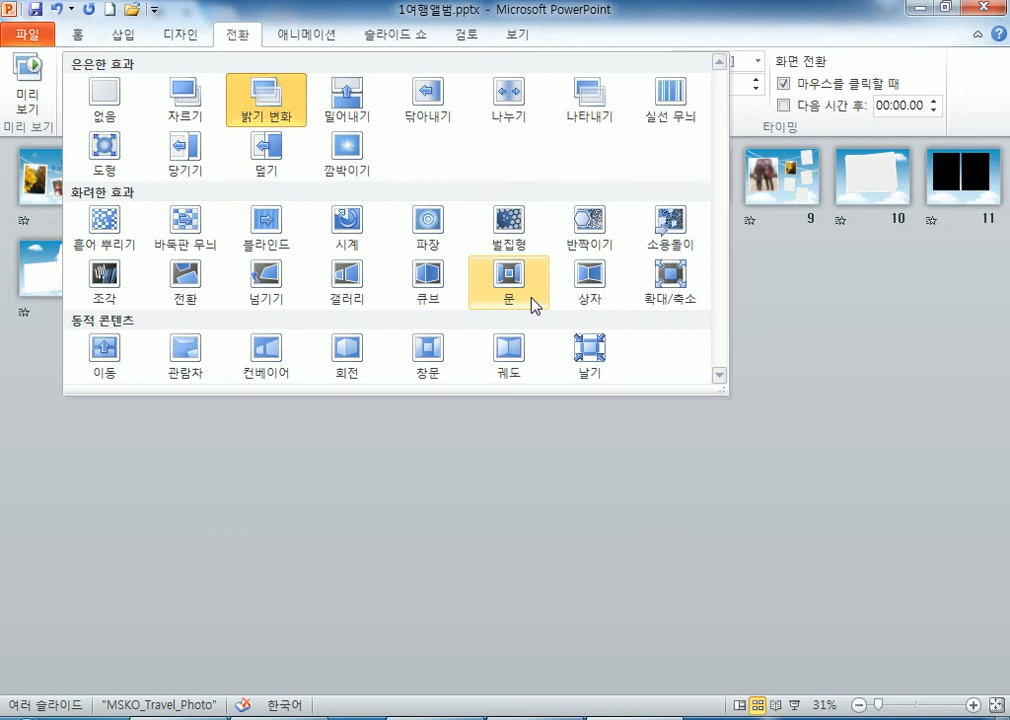 1여행앨범.pptx - Microsoft PowerPoint
파일 홈 삽입 디자인 전환 애니메이션 슬라이드 쇼 검토 보기
미리 보기
미리 보기
은은한 효과
없음 자르기 밝기 변화 밀어내기 닦아내기 나누기 나타내기 실선 무늬
도형 당기기 덮기 깜박이기
화려한 효과
흩어 뿌리기 바둑판 무늬 블라인드 시계 파장 벌집형 반짝이기 소용돌이
조각 전환 넘기기 갤러리 큐브 문 상자 확대/축소
동적 콘텐츠
이동 관람차 컨베이어 회전 창문 궤도 날기
화면 전환
마우스를 클릭할 때
다음 시간 후: 00:00.00
타이밍
9 10 11
여러 슬라이드 "MSKO_Travel_Photo" 한국어 31%